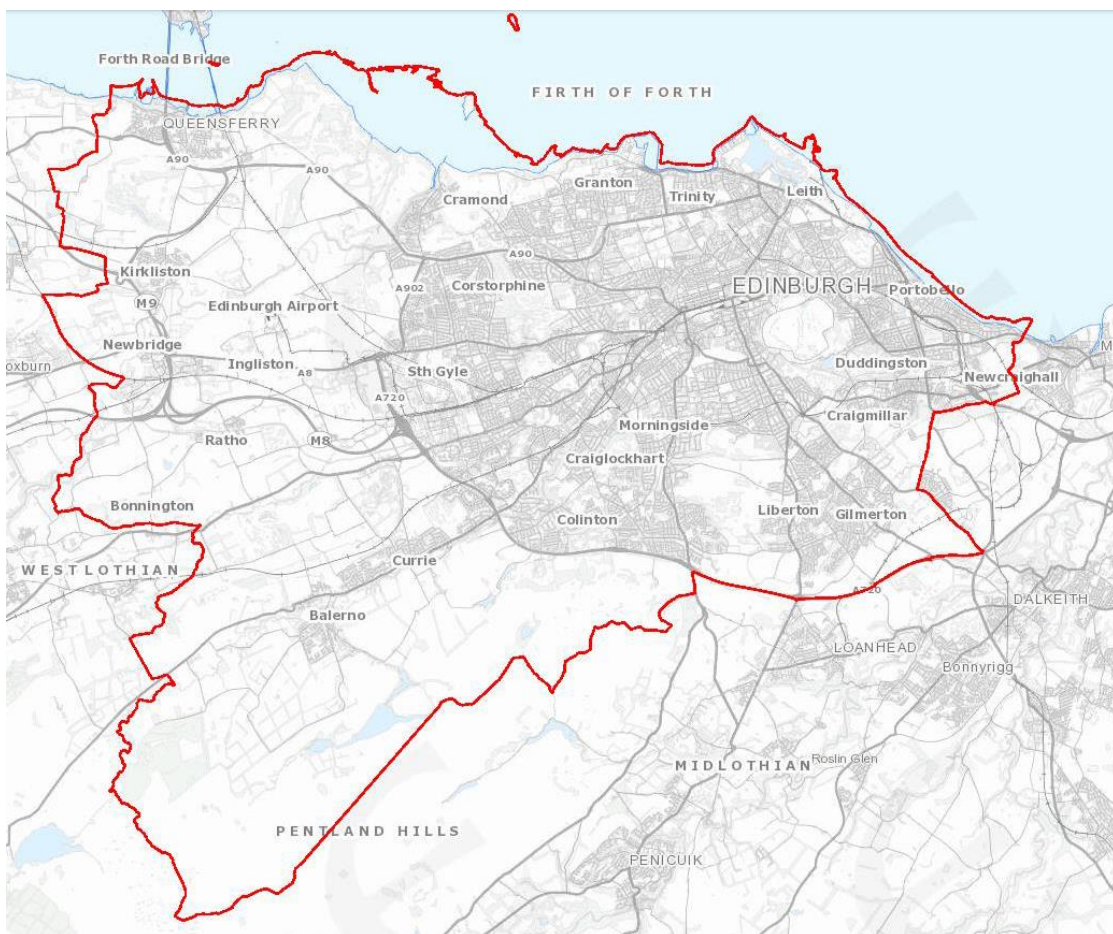 Forth Road Bridge
FIRTH OF FORTH
QUEENSFERRY
A90
A90
Granton
Cramond
Trinity
Leith
A90
Kirkliston
EDINBURGH
A902
Corstorphine
Portobello
M9
Edinburgh Airport
Newbridge
oxburn
Ingliston
A8
Sth Gyle
Duddingston
M
Newcraighall
A720
Craigmillar
Ratho
M8
Morningside
Craiglockhart
Bonnington
Liberton
Gilmerton
Colinton
Currie
WEST LOTHIAN
A720
DALKEITH
Balerno
LOANHEAD
Bonnyrigg
MIDLOTHIAN
Roslin Glen
PENTLAND HILLS
PENICUIK